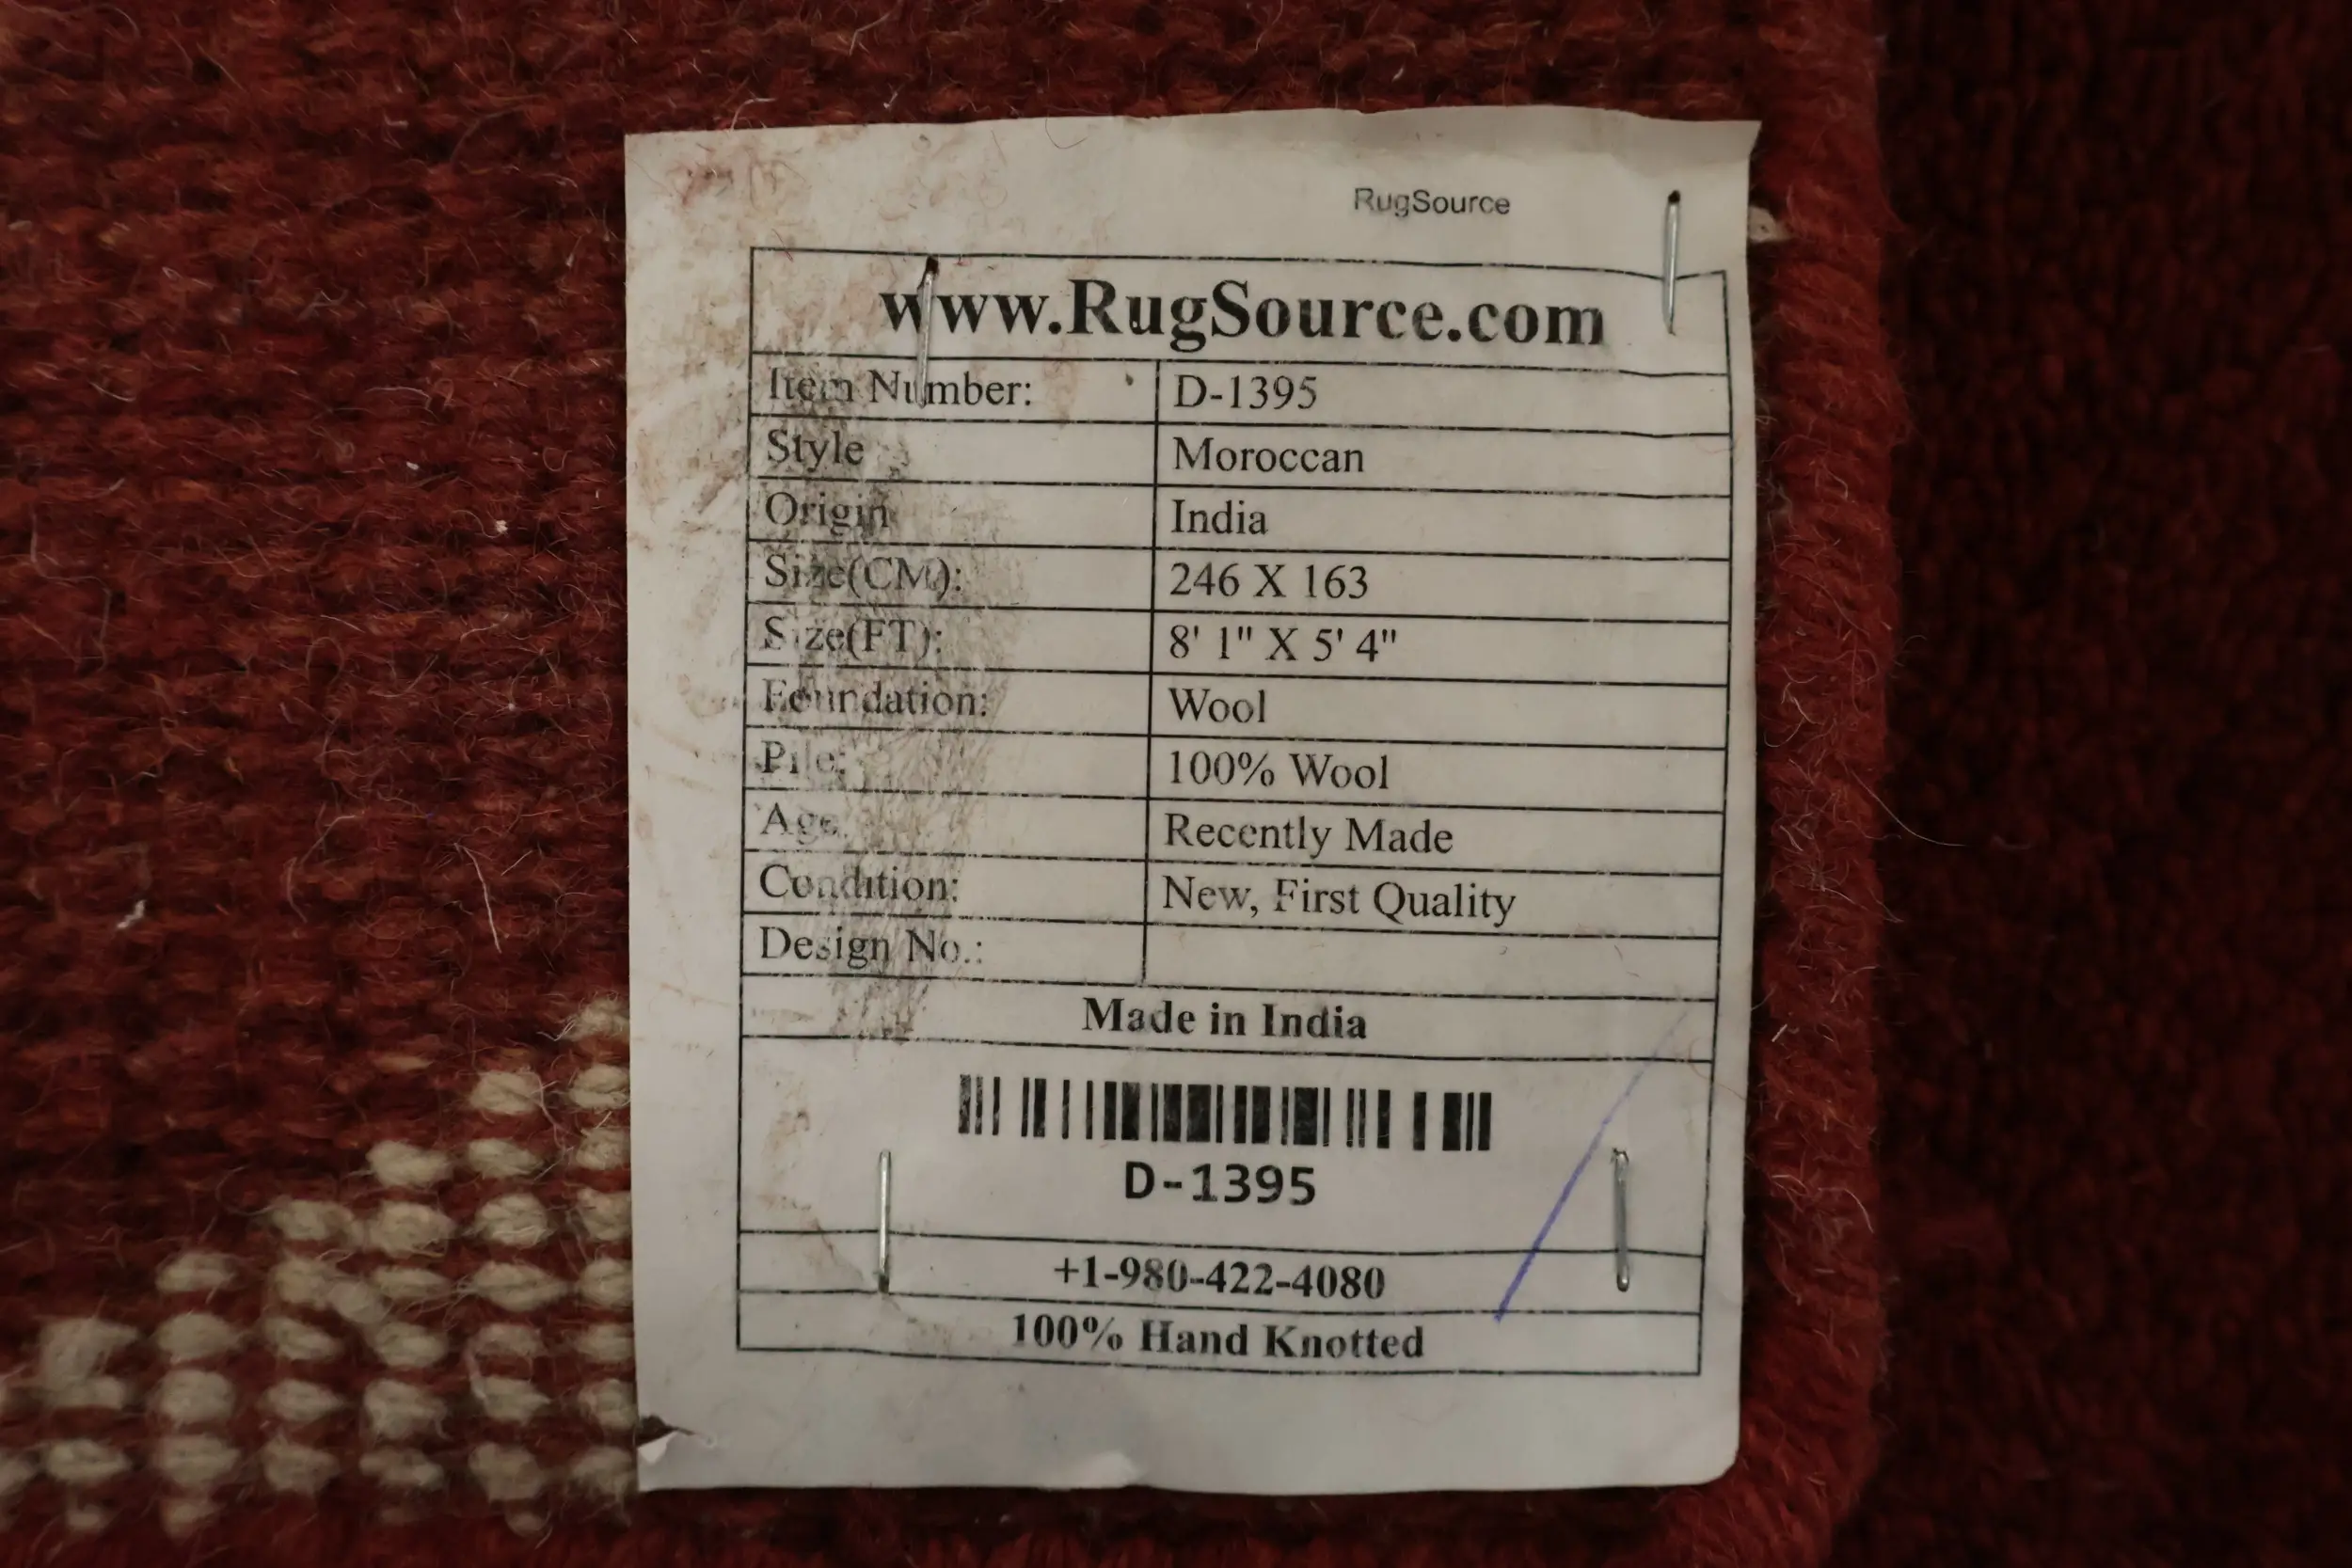 RugSource
www.RugSource.com
Item Number: D-1395
Style Moroccan
Origin India
Size(CM): 246 X 163
Size(FT): 8' 1" X 5' 4"
Foundation: Wool
Pile: 100% Wool
Age: Recently Made
Condition: New, First Quality
Design No.:
Made in India
D-1395
+1-980-422-4080
100% Hand Knotted